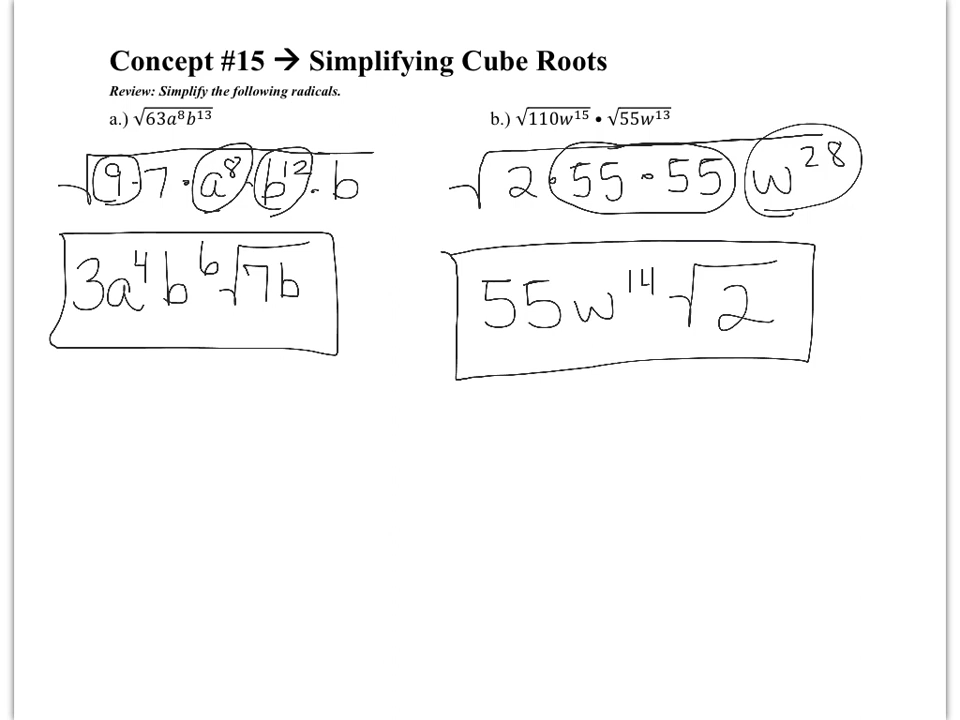 Concept #15 → Simplifying Cube Roots
Review: Simplify the following radicals.
a.) √63a⁸b¹³
b.) √110w¹⁵ • √55w¹³
√9·7·a⁸·b¹²·b
√2·55·55 w²⁸
3a⁴b⁶√7b
55w¹⁴√2